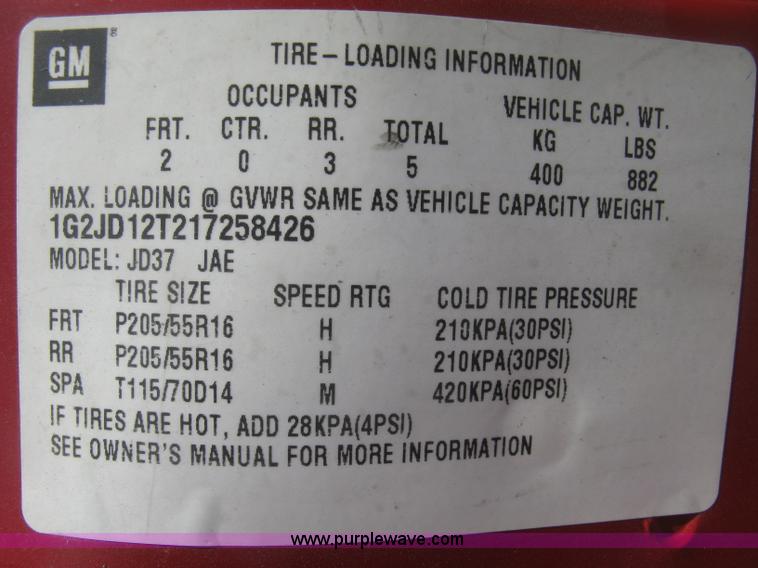 GM
TIRE-LOADING INFORMATION
OCCUPANTS VEHICLE CAP. WT.
FRT. CTR. RR. TOTAL KG LBS
2 0 3 5 400 882
MAX. LOADING @ GVWR SAME AS VEHICLE CAPACITY WEIGHT.
1G2JD12T217258426
MODEL: JD37 JAE
TIRE SIZE SPEED RTG COLD TIRE PRESSURE
FRT P205/55R16 H 210KPA(30PSI)
RR P205/55R16 H 210KPA(30PSI)
SPA T115/70D14 M 420KPA(60PSI)
IF TIRES ARE HOT, ADD 28KPA(4PSI)
SEE OWNER'S MANUAL FOR MORE INFORMATION
www.purplewave.com